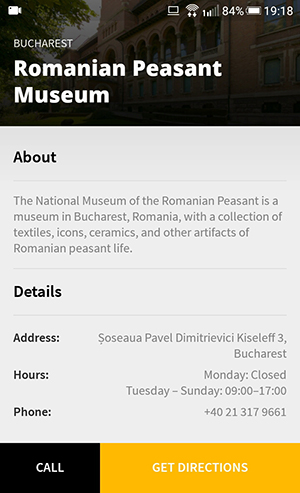 84% 19:18
BUCHAREST
Romanian Peasant
Museum
About
The National Museum of the Romanian Peasant is a
museum in Bucharest, Romania, with a collection of
textiles, icons, ceramics, and other artifacts of
Romanian peasant life.
Details
Address: Șoseaua Pavel Dimitrievici Kiseleff 3,
Bucharest
Hours: Monday: Closed
Tuesday – Sunday: 09:00–17:00
Phone: +40 21 317 9661
CALL GET DIRECTIONS